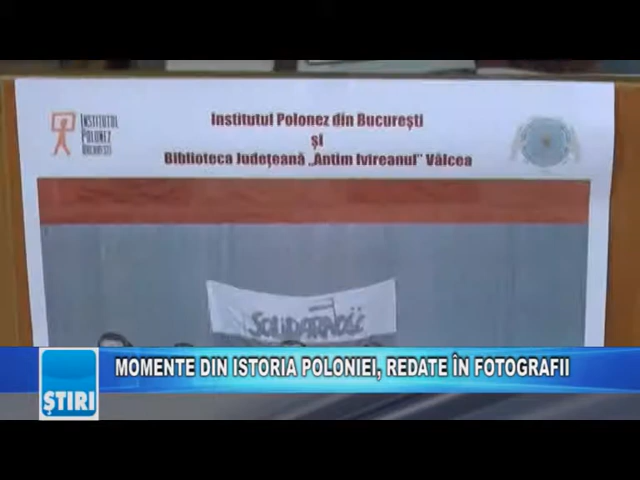 INSTITUTUL
POLONEZ
BUCUREȘTI
Institutul Polonez din București
și
Biblioteca Județeană „Antim Ivireanul" Vâlcea
SOLIDARNOŚĆ
MOMENTE DIN ISTORIA POLONIEI, REDATE ÎN FOTOGRAFII
ȘTIRI